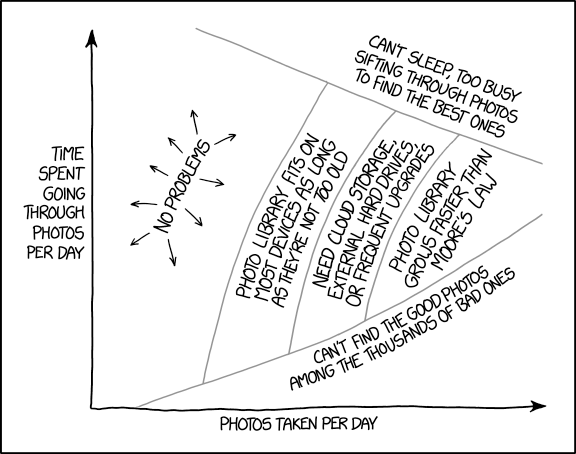 CAN'T SLEEP, TOO BUSY
SIFTING THROUGH PHOTOS
TO FIND THE BEST ONES
TIME
SPENT
GOING
THROUGH
PHOTOS
PER DAY
NO PROBLEMS
PHOTO LIBRARY FITS ON
MOST DEVICES AS LONG
AS THEY'RE NOT TOO OLD
NEED CLOUD STORAGE,
EXTERNAL HARD DRIVES,
OR FREQUENT UPGRADES
PHOTO LIBRARY
GROWS FASTER THAN
MOORE'S LAW
CAN'T FIND THE GOOD PHOTOS
AMONG THE THOUSANDS OF BAD ONES
PHOTOS TAKEN PER DAY